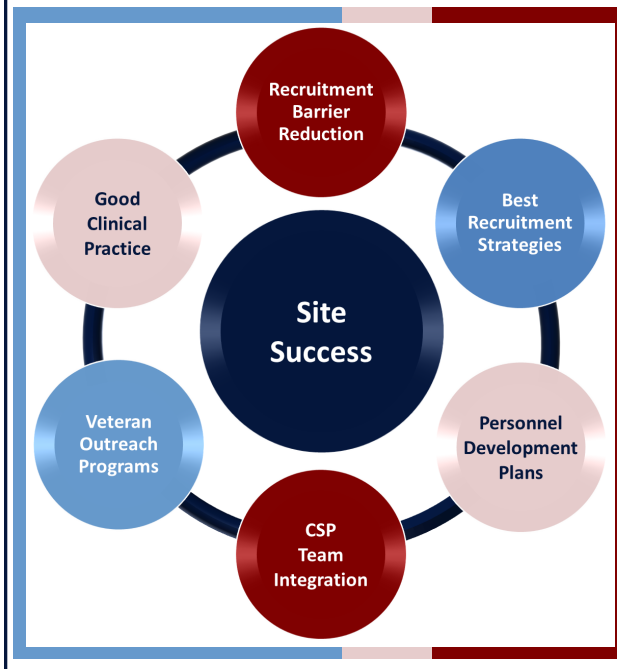 Recruitment
Barrier
Reduction
Best
Recruitment
Strategies
Personnel
Development
Plans
CSP
Team
Integration
Veteran
Outreach
Programs
Good
Clinical
Practice
Site
Success